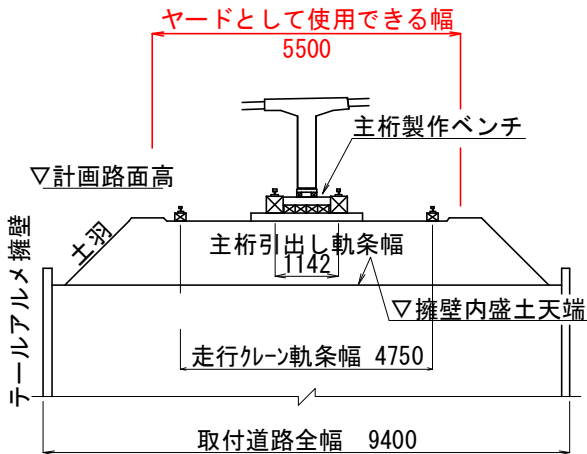 ヤードとして使用できる幅
5500
主桁製作ベンチ
▽計画路面高
土羽
主桁引出し軌条幅
1142
テールアルメ擁壁
▽擁壁内盛土天端
走行クレーン軌条幅 4750
取付道路全幅 9400